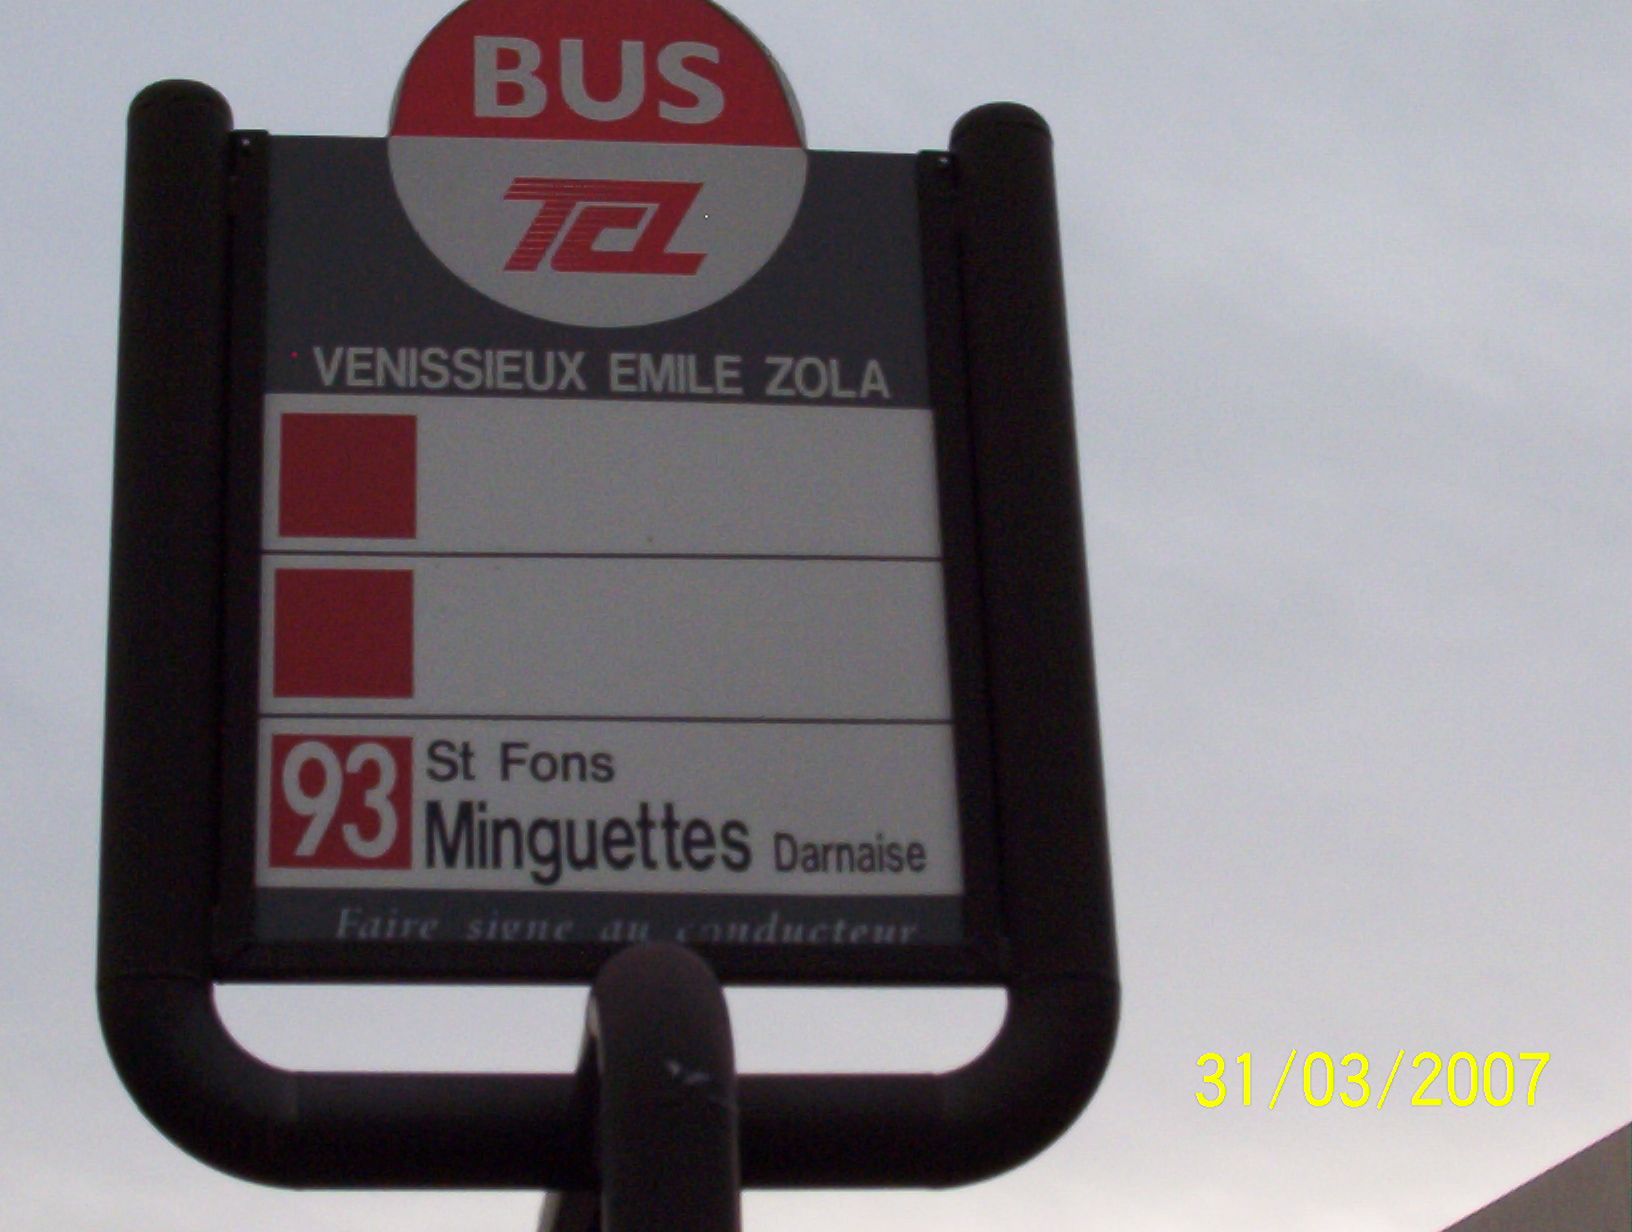 BUS
TCL
VENISSIEUX EMILE ZOLA
93 St Fons
Minguettes Darnaise
Faire signe au conducteur
31/03/2007